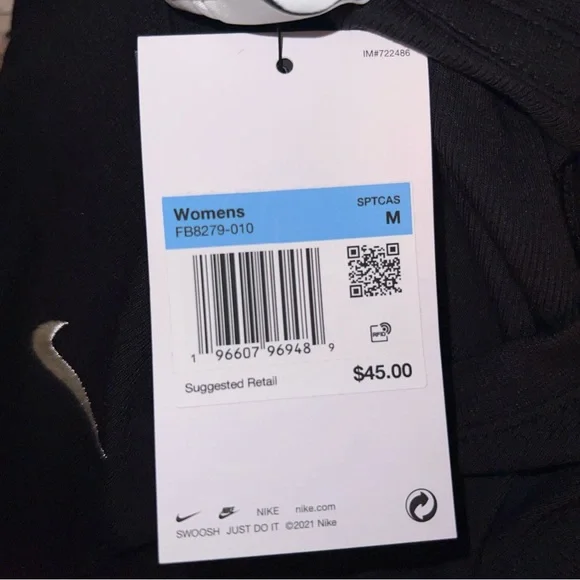 IM#722486
Womens SPTCAS
FB8279-010 M
1 96607 96948 9
RFID
Suggested Retail $45.00
NIKE nike.com
SWOOSH JUST DO IT ©2021 Nike